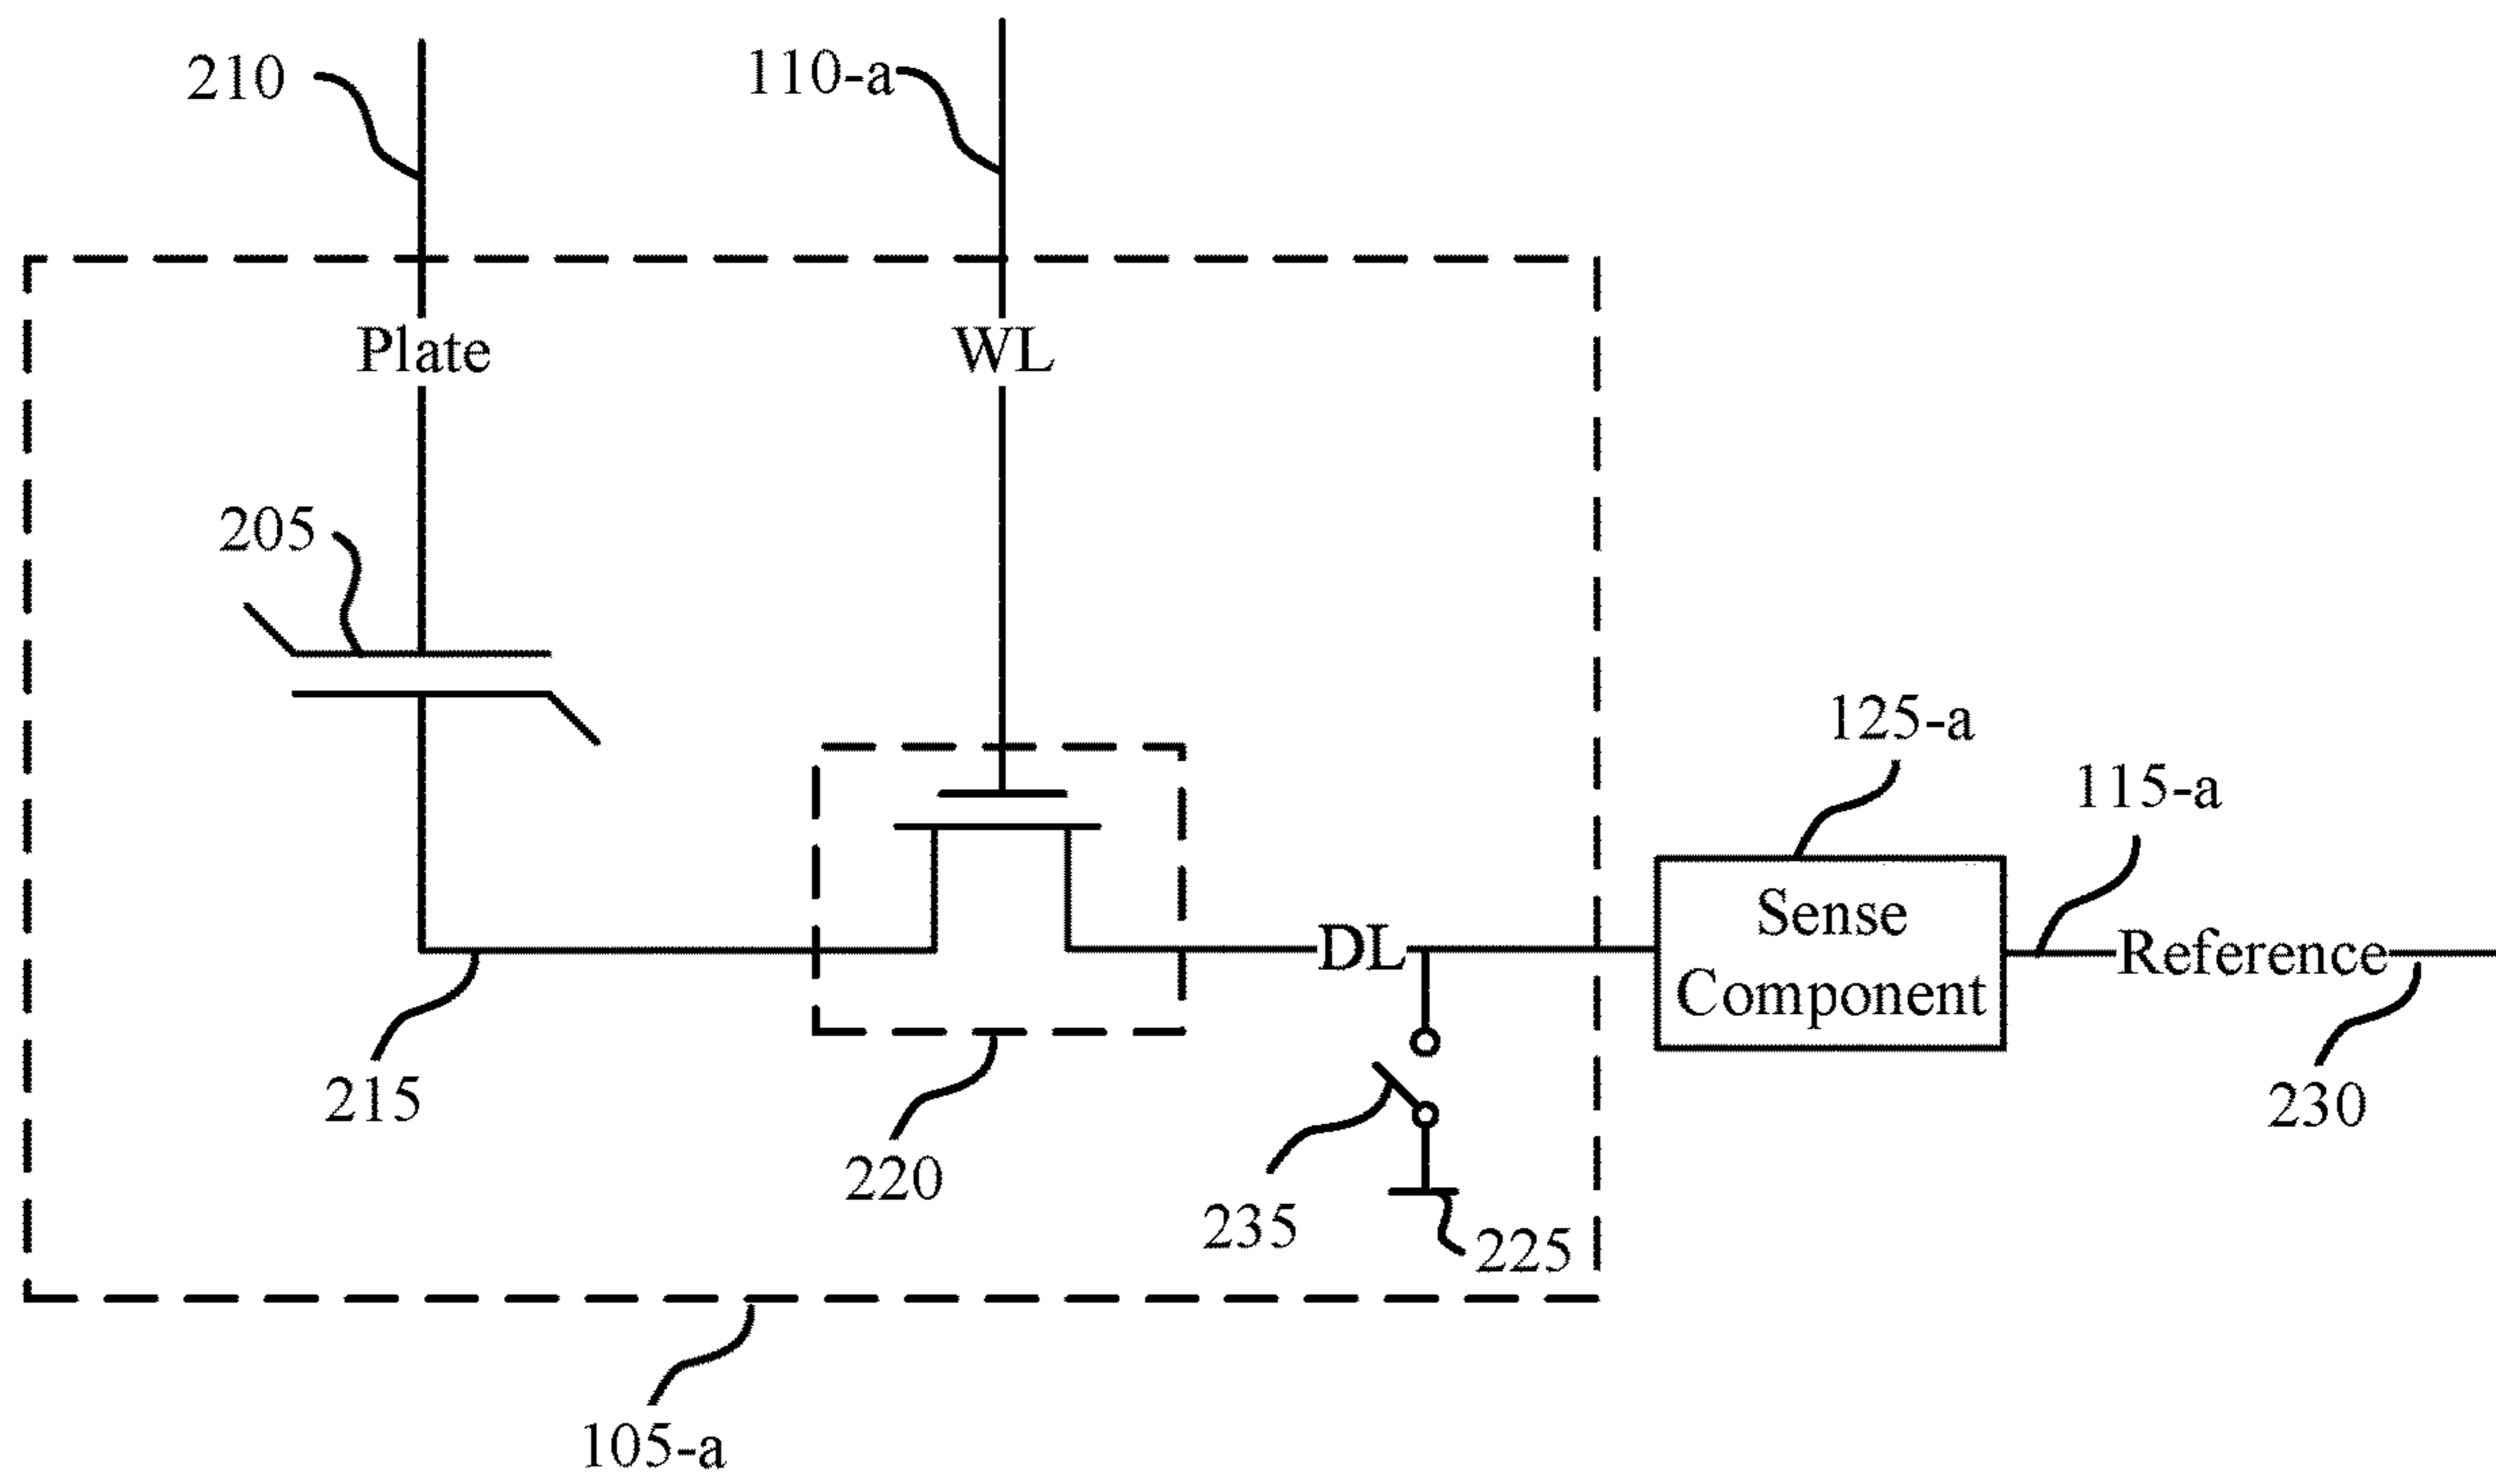 210
110-a
Plate
WL
205
125-a
115-a
Sense
Component
DL
Reference
215
220
235
225
230
105-a